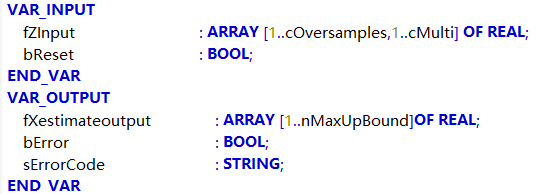 VAR_INPUT
fZInput : ARRAY [1..cOversamples,1..cMulti] OF REAL;
bReset : BOOL;
END_VAR
VAR_OUTPUT
fXestimateoutput : ARRAY [1..nMaxUpBound]OF REAL;
bError : BOOL;
sErrorCode : STRING;
END_VAR